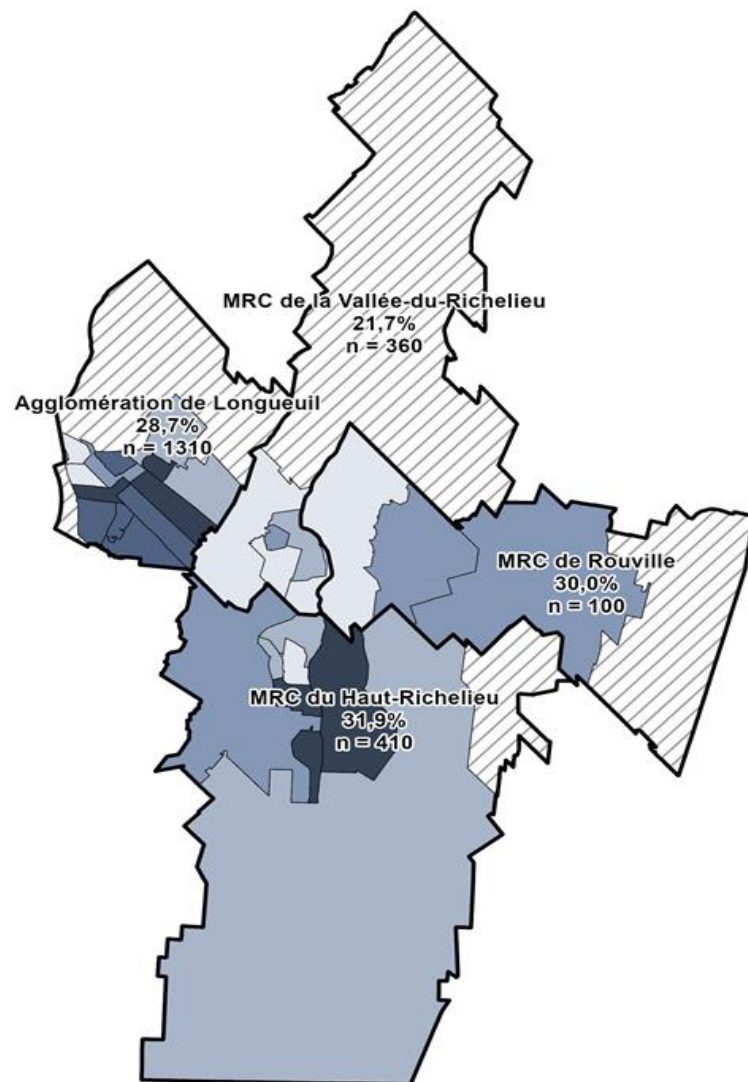 MRC de la Vallée-du-Richelieu
21,7%
n = 360
Agglomération de Longueuil
28,7%
n = 1310
MRC de Rouville
30,0%
n = 100
MRC du Haut-Richelieu
31,9%
n = 410